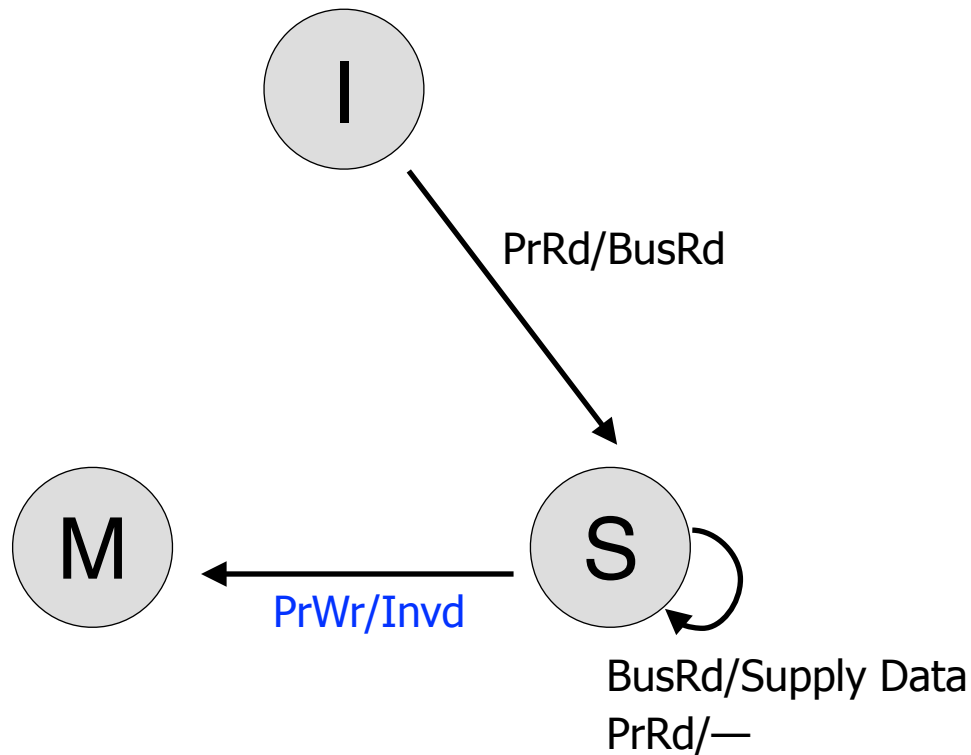 I
PrRd/BusRd
M
S
PrWr/Invd
BusRd/Supply Data
PrRd/—